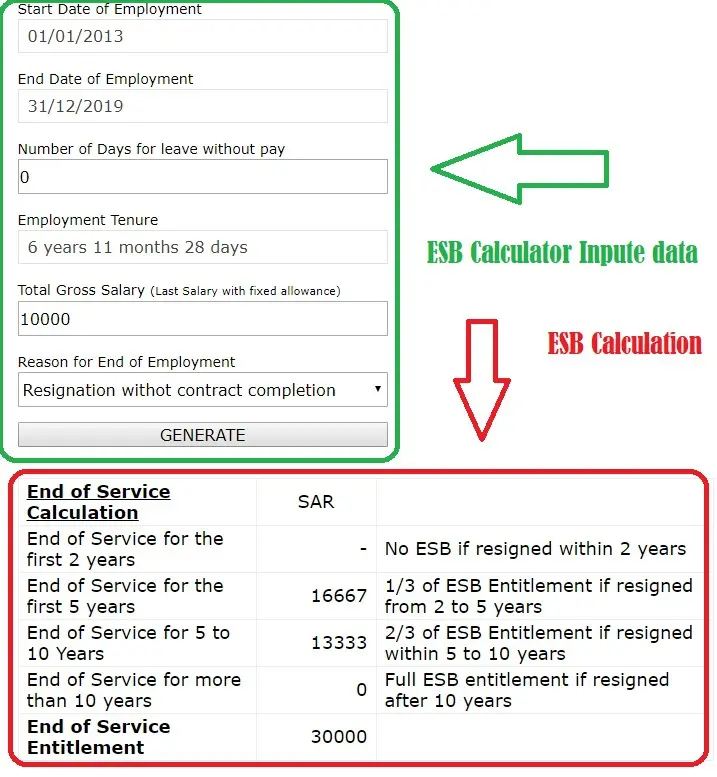 Start Date of Employment
01/01/2013
End Date of Employment
31/12/2019
Number of Days for leave without pay
0
Employment Tenure
6 years 11 months 28 days
Total Gross Salary (Last Salary with fixed allowance)
10000
Reason for End of Employment
Resignation withot contract completion
GENERATE
ESB Calculator Inpute data
ESB Calculation
End of Service
Calculation
SAR
End of Service for the
first 2 years
-
No ESB if resigned within 2 years
End of Service for the
first 5 years
16667
1/3 of ESB Entitlement if resigned
from 2 to 5 years
End of Service for 5 to
10 Years
13333
2/3 of ESB Entitlement if resigned
within 5 to 10 years
End of Service for more
than 10 years
0
Full ESB entitlement if resigned
after 10 years
End of Service
Entitlement
30000